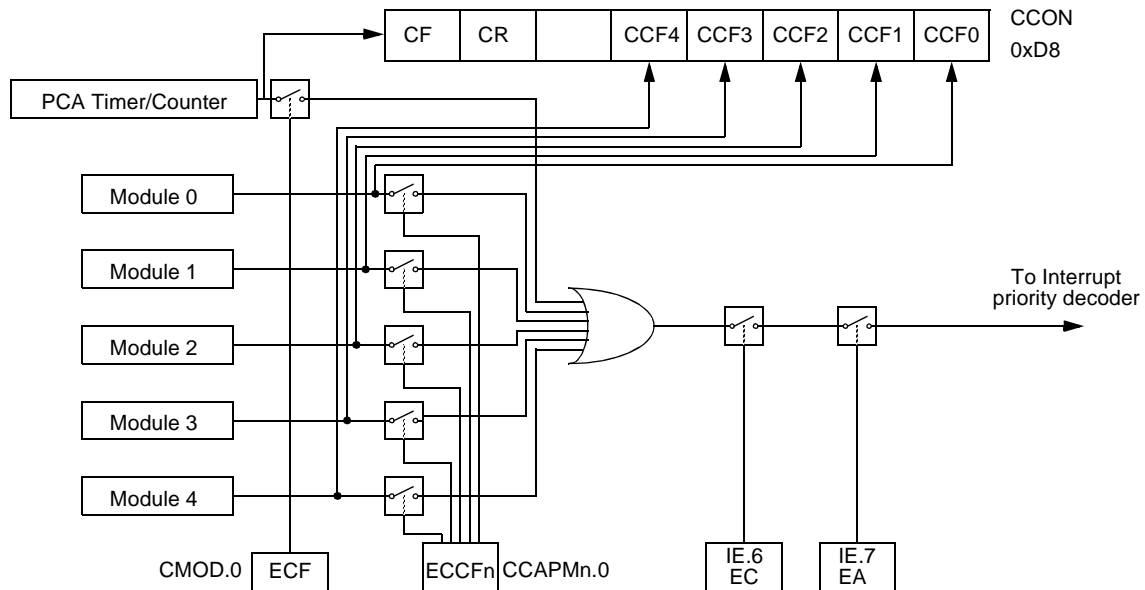 CF CR CCF4 CCF3 CCF2 CCF1 CCF0
CCON
0xD8
PCA Timer/Counter
Module 0
Module 1
Module 2
Module 3
Module 4
To Interrupt
priority decoder
CMOD.0 ECF
ECCFn CCAPMn.0
IE.6
EC
IE.7
EA